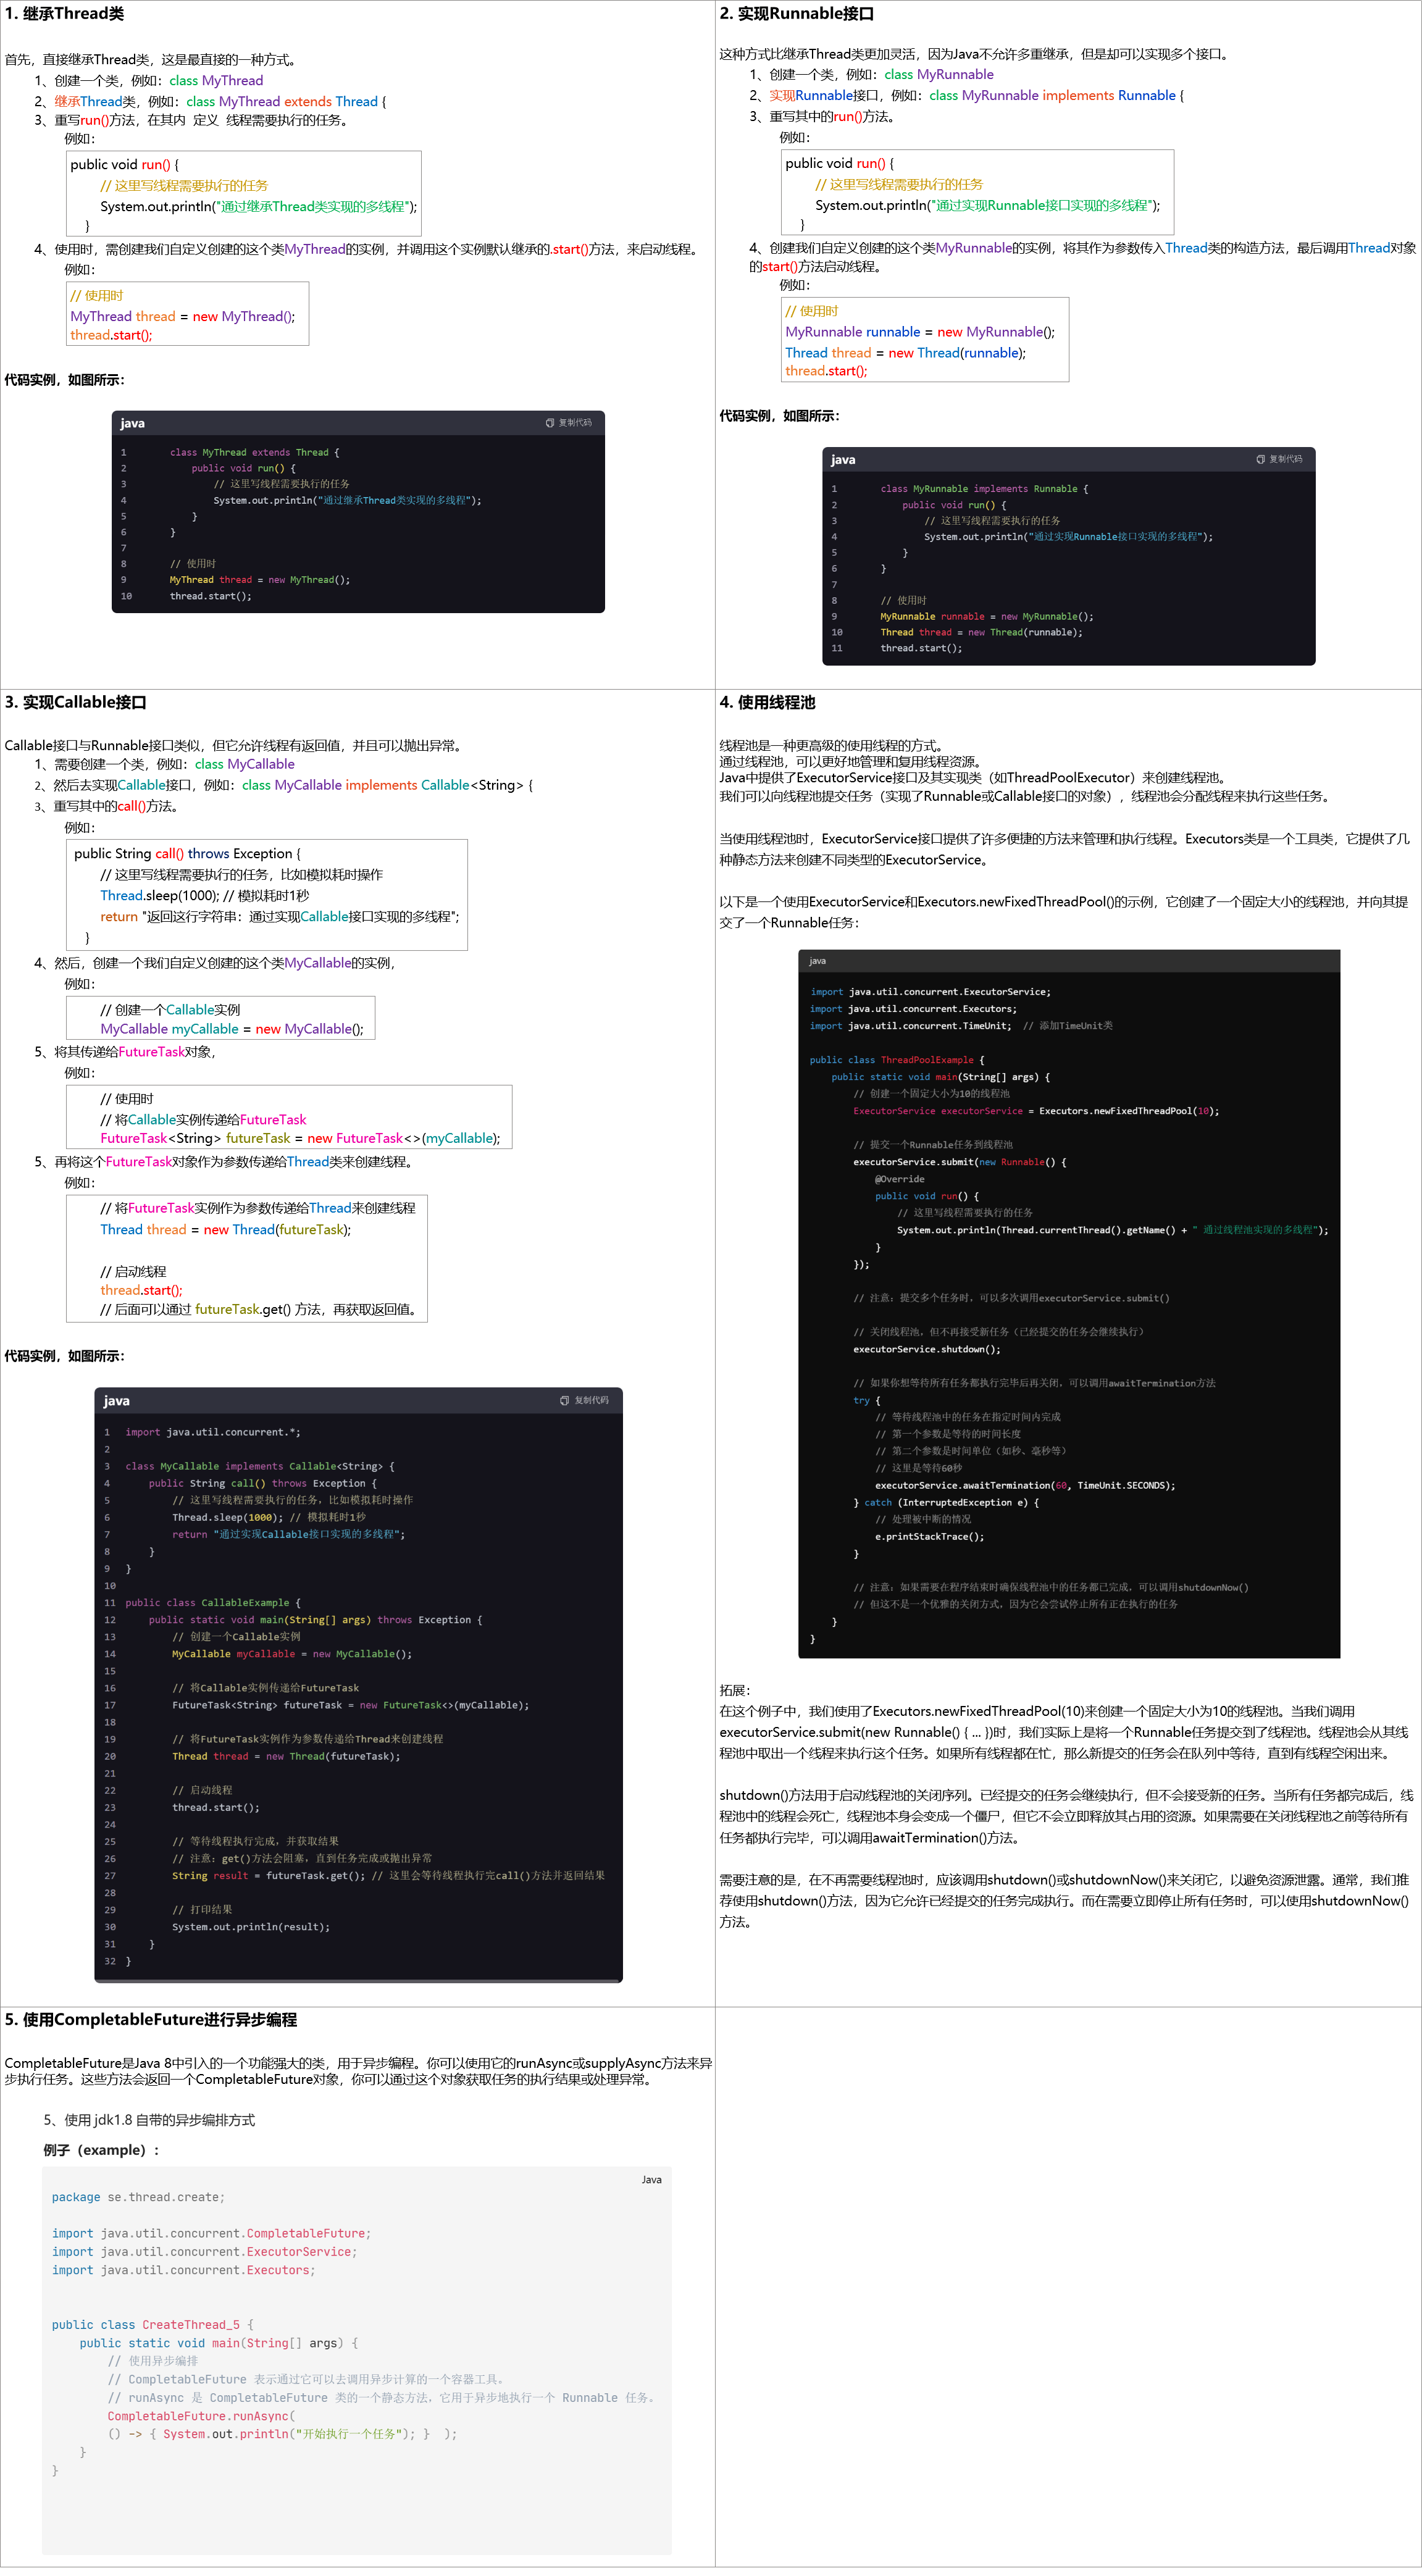 1. 继承Thread类
首先，直接继承Thread类，这是最直接的一种方式。
1、创建一个类，例如：class MyThread
2、继承Thread类，例如：class MyThread extends Thread {
3、重写run()方法，在其内 定义 线程需要执行的任务。
例如：
public void run() {
// 这里写线程需要执行的任务
System.out.println("通过继承Thread类实现的多线程");
}
4、使用时，需创建我们自定义创建的这个类MyThread的实例，并调用这个实例默认继承的.start()方法，来启动线程。
例如：
// 使用时
MyThread thread = new MyThread();
thread.start();
代码实例，如图所示：
java 复制代码
1 class MyThread extends Thread {
2 public void run() {
3 // 这里写线程需要执行的任务
4 System.out.println("通过继承Thread类实现的多线程");
5 }
6 }
7
8 // 使用时
9 MyThread thread = new MyThread();
10 thread.start();
2. 实现Runnable接口
这种方式比继承Thread类更加灵活，因为Java不允许多重继承，但是却可以实现多个接口。
1、创建一个类，例如：class MyRunnable
2、实现Runnable接口，例如：class MyRunnable implements Runnable {
3、重写其中的run()方法。
例如：
public void run() {
// 这里写线程需要执行的任务
System.out.println("通过实现Runnable接口实现的多线程");
}
4、创建我们自定义创建的这个类MyRunnable的实例，将其作为参数传入Thread类的构造方法，最后调用Thread对象
的start()方法启动线程。
例如：
// 使用时
MyRunnable runnable = new MyRunnable();
Thread thread = new Thread(runnable);
thread.start();
代码实例，如图所示：
java 复制代码
1 class MyRunnable implements Runnable {
2 public void run() {
3 // 这里写线程需要执行的任务
4 System.out.println("通过实现Runnable接口实现的多线程");
5 }
6 }
7
8 // 使用时
9 MyRunnable runnable = new MyRunnable();
10 Thread thread = new Thread(runnable);
11 thread.start();
3. 实现Callable接口
Callable接口与Runnable接口类似，但它允许线程有返回值，并且可以抛出异常。
1、需要创建一个类，例如：class MyCallable
2、然后去实现Callable接口，例如：class MyCallable implements Callable<String> {
3、重写其中的call()方法。
例如：
public String call() throws Exception {
// 这里写线程需要执行的任务，比如模拟耗时操作
Thread.sleep(1000); // 模拟耗时1秒
return "返回这行字符串：通过实现Callable接口实现的多线程";
}
4、然后，创建一个我们自定义创建的这个类MyCallable的实例，
例如：
// 创建一个Callable实例
MyCallable myCallable = new MyCallable();
5、将其传递给FutureTask对象，
例如：
// 使用时
// 将Callable实例传递给FutureTask
FutureTask<String> futureTask = new FutureTask<>(myCallable);
5、再将这个FutureTask对象作为参数传递给Thread类来创建线程。
例如：
// 将FutureTask实例作为参数传递给Thread来创建线程
Thread thread = new Thread(futureTask);
// 启动线程
thread.start();
// 后面可以通过 futureTask.get() 方法，再获取返回值。
代码实例，如图所示：
java 复制代码
1 import java.util.concurrent.*;
2
3 class MyCallable implements Callable<String> {
4 public String call() throws Exception {
5 // 这里写线程需要执行的任务，比如模拟耗时操作
6 Thread.sleep(1000); // 模拟耗时1秒
7 return "通过实现Callable接口实现的多线程";
8 }
9 }
10
11 public class CallableExample {
12 public static void main(String[] args) throws Exception {
13 // 创建一个Callable实例
14 MyCallable myCallable = new MyCallable();
15
16 // 将Callable实例传递给FutureTask
17 FutureTask<String> futureTask = new FutureTask<>(myCallable);
18
19 // 将FutureTask实例作为参数传递给Thread来创建线程
20 Thread thread = new Thread(futureTask);
21
22 // 启动线程
23 thread.start();
24
25 // 等待线程执行完成，并获取结果
26 // 注意：get()方法会阻塞，直到任务完成或抛出异常
27 String result = futureTask.get(); // 这里会等待线程执行完call()方法并返回结果
28
29 // 打印结果
30 System.out.println(result);
31 }
32 }
4. 使用线程池
线程池是一种更高级的使用线程的方式。
通过线程池，可以更好地管理和复用线程资源。
Java中提供了ExecutorService接口及其实现类（如ThreadPoolExecutor）来创建线程池。
我们可以向线程池提交任务（实现了Runnable或Callable接口的对象），线程池会分配线程来执行这些任务。
当使用线程池时，ExecutorService接口提供了许多便捷的方法来管理和执行线程。Executors类是一个工具类，它提供了几
种静态方法来创建不同类型的ExecutorService。
以下是一个使用ExecutorService和Executors.newFixedThreadPool()的示例，它创建了一个固定大小的线程池，并向其提
交了一个Runnable任务：
java
import java.util.concurrent.ExecutorService;
import java.util.concurrent.Executors;
import java.util.concurrent.TimeUnit; // 添加TimeUnit类
public class ThreadPoolExample {
public static void main(String[] args) {
// 创建一个固定大小为10的线程池
ExecutorService executorService = Executors.newFixedThreadPool(10);
// 提交一个Runnable任务到线程池
executorService.submit(new Runnable() {
@Override
public void run() {
// 这里写线程需要执行的任务
System.out.println(Thread.currentThread().getName() + " 通过线程池实现的多线程");
}
});
// 注意：提交多个任务时，可以多次调用executorService.submit()
// 关闭线程池，但不再接受新任务（已经提交的任务会继续执行）
executorService.shutdown();
// 如果你想等待所有任务都执行完毕后再关闭，可以调用awaitTermination方法
try {
// 等待线程池中的任务在指定时间内完成
// 第一个参数是等待的时间长度
// 第二个参数是时间单位（如秒、毫秒等）
// 这里是等待60秒
executorService.awaitTermination(60, TimeUnit.SECONDS);
} catch (InterruptedException e) {
// 处理被中断的情况
e.printStackTrace();
}
// 注意：如果需要在程序结束时确保线程池中的任务都已完成，可以调用shutdownNow()
// 但这不是一个优雅的关闭方式，因为它会尝试停止所有正在执行的任务
}
}
拓展：
在这个例子中，我们使用了Executors.newFixedThreadPool(10)来创建一个固定大小为10的线程池。当我们调用
executorService.submit(new Runnable() { ... })时，我们实际上是将一个Runnable任务提交到了线程池。线程池会从其线
程池中取出一个线程来执行这个任务。如果所有线程都在忙，那么新提交的任务会在队列中等待，直到有线程空闲出来。
shutdown()方法用于启动线程池的关闭序列。已经提交的任务会继续执行，但不会接受新的任务。当所有任务都完成后，线
程池中的线程会死亡，线程池本身会变成一个僵尸，但它不会立即释放其占用的资源。如果需要在关闭线程池之前等待所有
任务都执行完毕，可以调用awaitTermination()方法。
需要注意的是，在不再需要线程池时，应该调用shutdown()或shutdownNow()来关闭它，以避免资源泄露。通常，我们推
荐使用shutdown()方法，因为它允许已经提交的任务完成执行。而在需要立即停止所有任务时，可以使用shutdownNow()
方法。
5. 使用CompletableFuture进行异步编程
CompletableFuture是Java 8中引入的一个功能强大的类，用于异步编程。你可以使用它的runAsync或supplyAsync方法来异
步执行任务。这些方法会返回一个CompletableFuture对象，你可以通过这个对象获取任务的执行结果或处理异常。
5、使用 jdk1.8 自带的异步编排方式
例子（example）：
Java
package se.thread.create;
import java.util.concurrent.CompletableFuture;
import java.util.concurrent.ExecutorService;
import java.util.concurrent.Executors;
public class CreateThread_5 {
public static void main(String[] args) {
// 使用异步编排
// CompletableFuture 表示通过它可以去调用异步计算的一个容器工具。
// runAsync 是 CompletableFuture 类的一个静态方法，它用于异步地执行一个 Runnable 任务。
CompletableFuture.runAsync(
() -> { System.out.println("开始执行一个任务"); } );
}
}